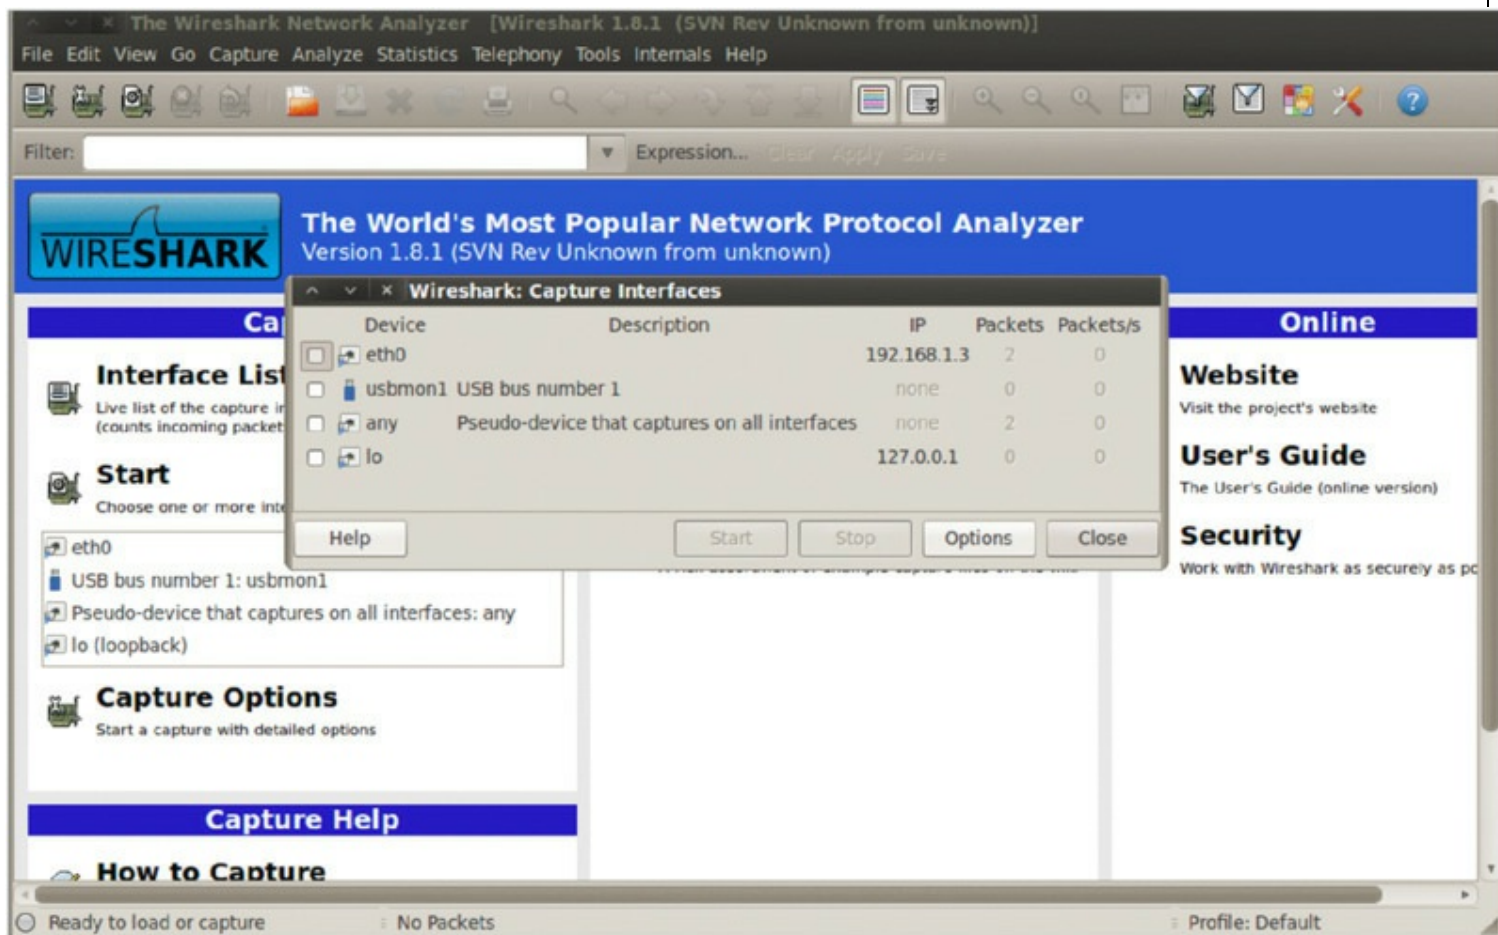 The Wireshark Network Analyzer [Wireshark 1.8.1 (SVN Rev Unknown from unknown)]
File Edit View Go Capture Analyze Statistics Telephony Tools Internals Help
Filter: Expression... Clear Apply Save
WIRESHARK
The World's Most Popular Network Protocol Analyzer
Version 1.8.1 (SVN Rev Unknown from unknown)
Wireshark: Capture Interfaces
Device Description IP Packets Packets/s
eth0 192.168.1.3 2 0
usbmon1 USB bus number 1 none 0 0
any Pseudo-device that captures on all interfaces none 2 0
lo 127.0.0.1 0 0
Help Start Stop Options Close
Interface List
Live list of the capture
(counts incoming
Start
Choose one or more
eth0
USB bus number 1: usbmon1
Pseudo-device that captures on all interfaces: any
lo (loopback)
Capture Options
Start a capture with detailed options
Capture Help
How to Capture
Online
Website
Visit the project's website
User's Guide
The User's Guide (online version)
Security
Work with Wireshark as securely as
Ready to load or capture No Packets Profile: Default